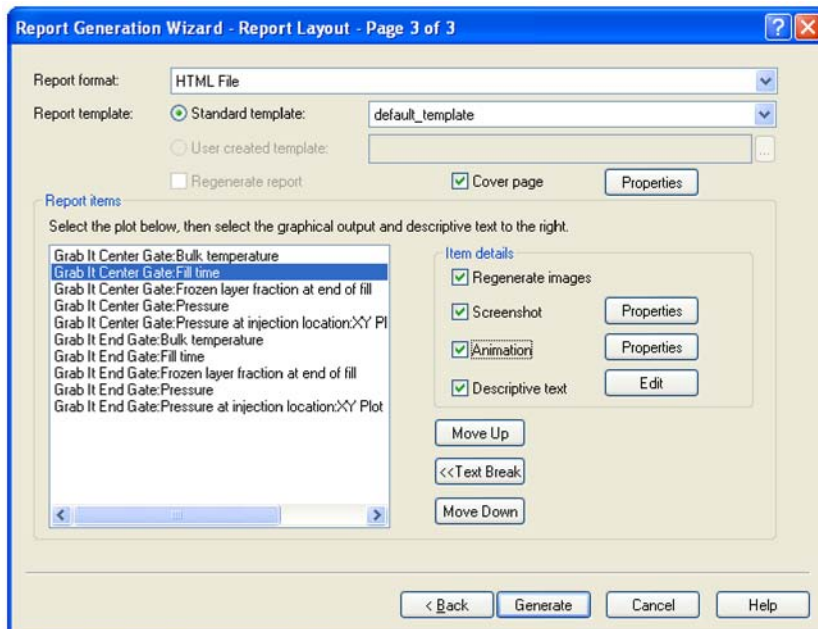 Report Generation Wizard - Report Layout - Page 3 of 3
Report format: HTML File
Report template: Standard template: default_template
User created template: ...
Regenerate report Cover page Properties
Report items
Select the plot below, then select the graphical output and descriptive text to the right.
Grab It Center Gate:Bulk temperature
Grab It Center Gate:Fill time
Grab It Center Gate:Frozen layer fraction at end of fill
Grab It Center Gate:Pressure
Grab It Center Gate:Pressure at injection location:XY Pl
Grab It End Gate:Bulk temperature
Grab It End Gate:Fill time
Grab It End Gate:Frozen layer fraction at end of fill
Grab It End Gate:Pressure
Grab It End Gate:Pressure at injection location:XY Plot
Item details
Regenerate images
Screenshot Properties
Animation Properties
Descriptive text Edit
Move Up
<<Text Break
Move Down
< Back Generate Cancel Help